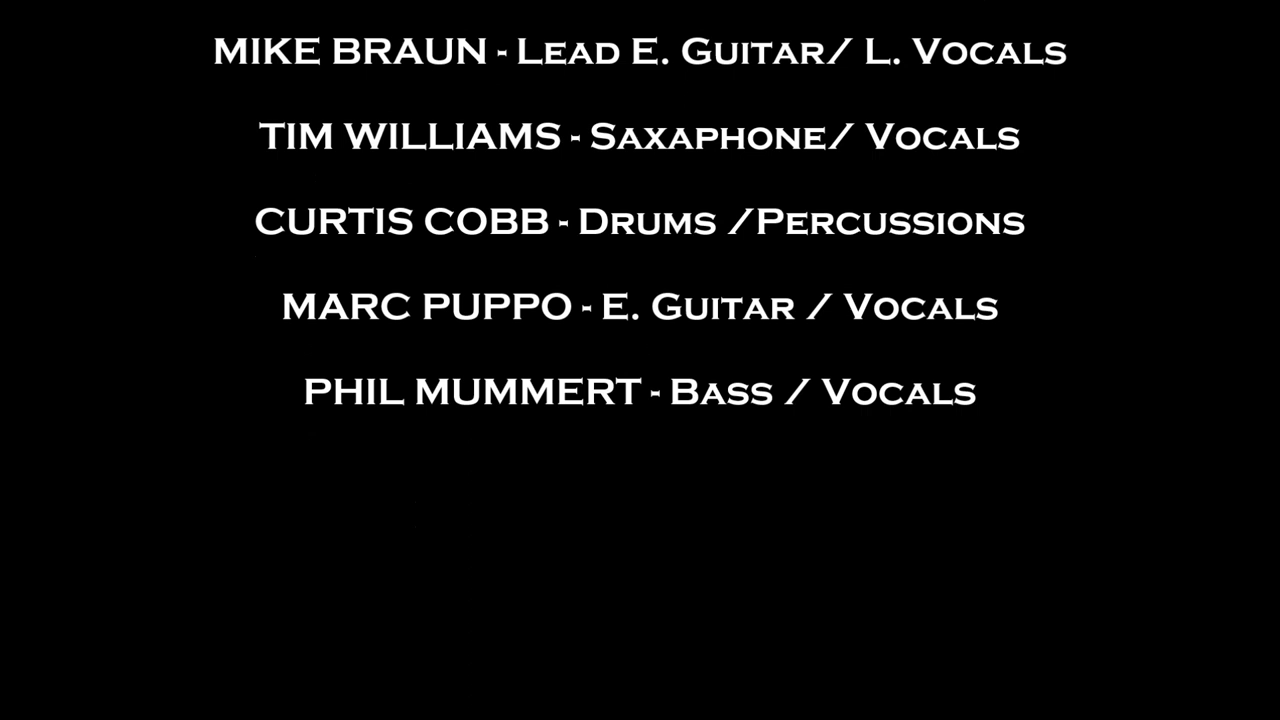 MIKE BRAUN - Lead E. Guitar/ L. Vocals
TIM WILLIAMS - Saxaphone/ Vocals
CURTIS COBB - Drums /Percussions
MARC PUPPO - E. Guitar / Vocals
PHIL MUMMERT - Bass / Vocals